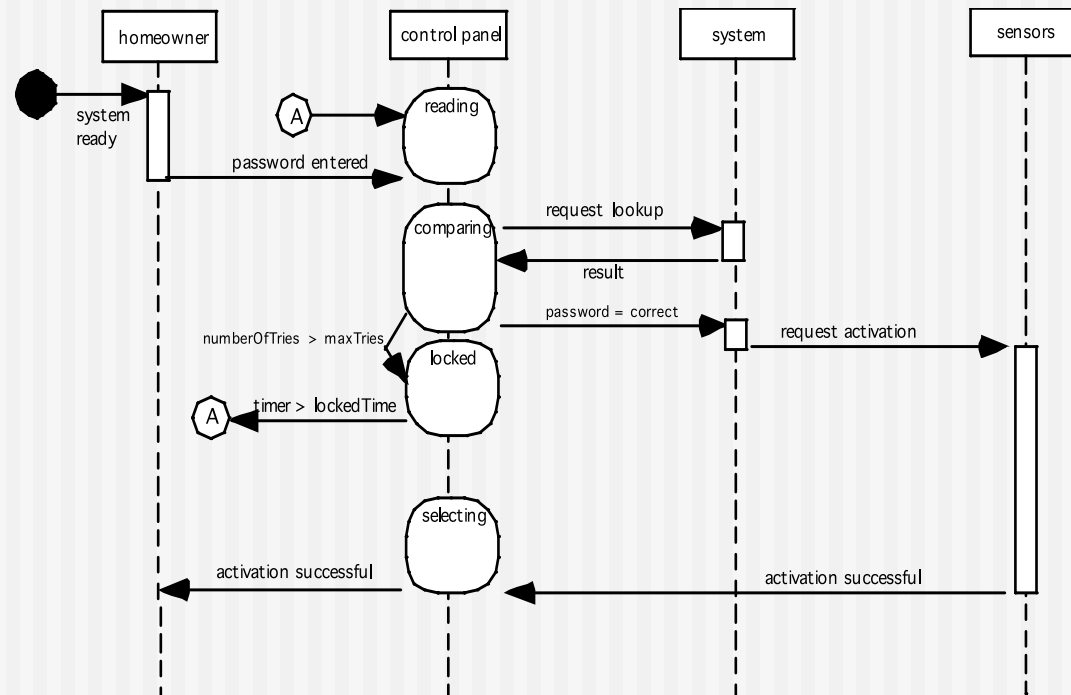 homeowner
control panel
system
sensors
system
ready
A
reading
password entered
comparing
request lookup
result
password = correct
request activation
numberOfTries > maxTries
locked
A
timer > lockedTime
selecting
activation successful
activation successful